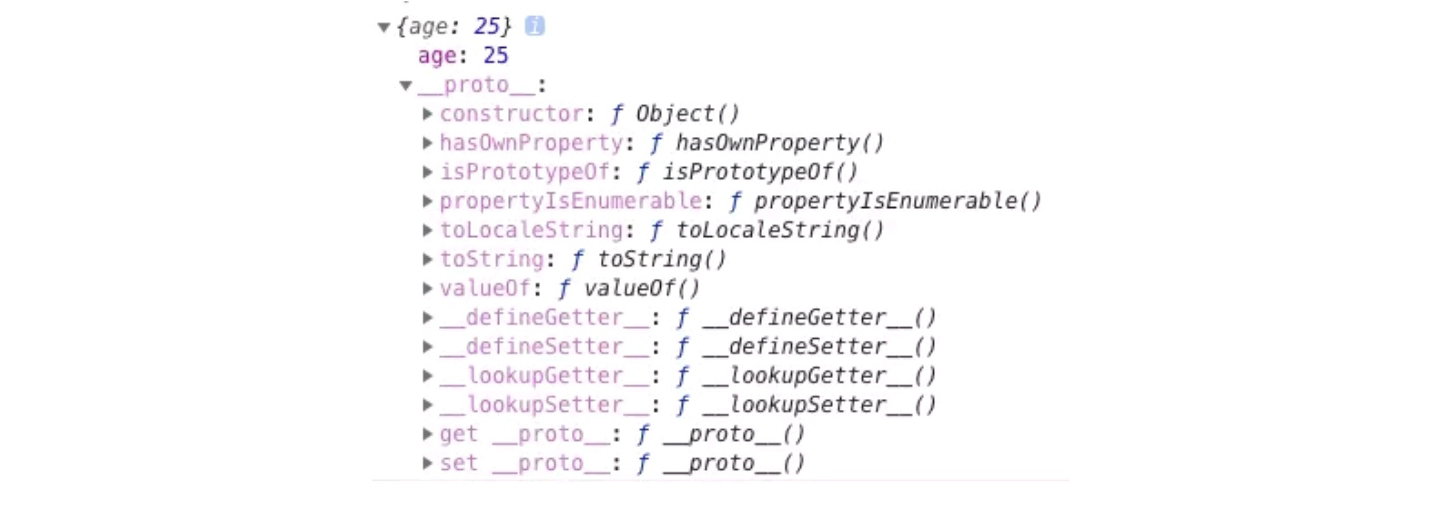 {age: 25} i
age: 25
__proto__:
constructor: ƒ Object()
hasOwnProperty: ƒ hasOwnProperty()
isPrototypeOf: ƒ isPrototypeOf()
propertyIsEnumerable: ƒ propertyIsEnumerable()
toLocaleString: ƒ toLocaleString()
toString: ƒ toString()
valueOf: ƒ valueOf()
__defineGetter__: ƒ __defineGetter__()
__defineSetter__: ƒ __defineSetter__()
__lookupGetter__: ƒ __lookupGetter__()
__lookupSetter__: ƒ __lookupSetter__()
get __proto__: ƒ __proto__()
set __proto__: ƒ __proto__()